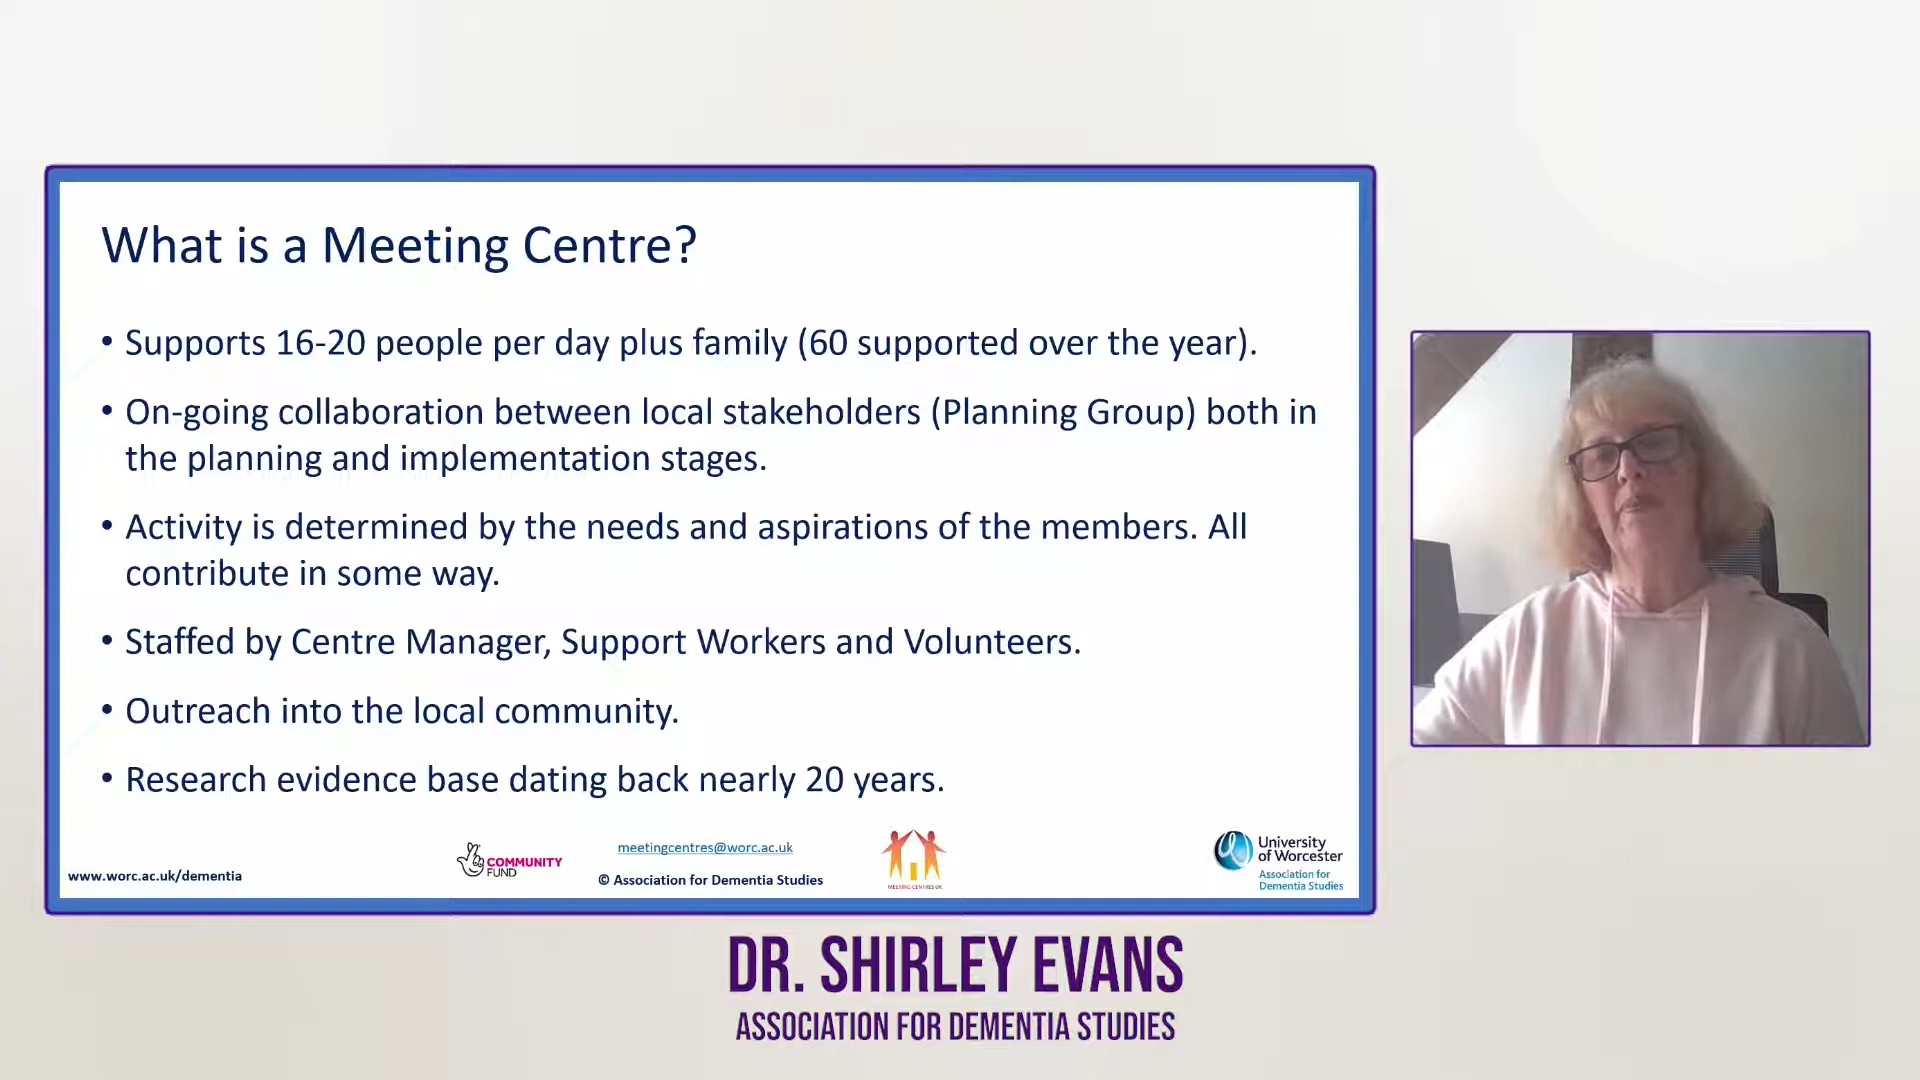 What is a Meeting Centre?
• Supports 16-20 people per day plus family (60 supported over the year).
• On-going collaboration between local stakeholders (Planning Group) both in
the planning and implementation stages.
• Activity is determined by the needs and aspirations of the members. All
contribute in some way.
• Staffed by Centre Manager, Support Workers and Volunteers.
• Outreach into the local community.
• Research evidence base dating back nearly 20 years.
www.worc.ac.uk/dementia
COMMUNITY
FUND
meetingcentres@worc.ac.uk
© Association for Dementia Studies
MEETING CENTRES UK
University
of Worcester
Association for
Dementia Studies
DR. SHIRLEY EVANS
ASSOCIATION FOR DEMENTIA STUDIES